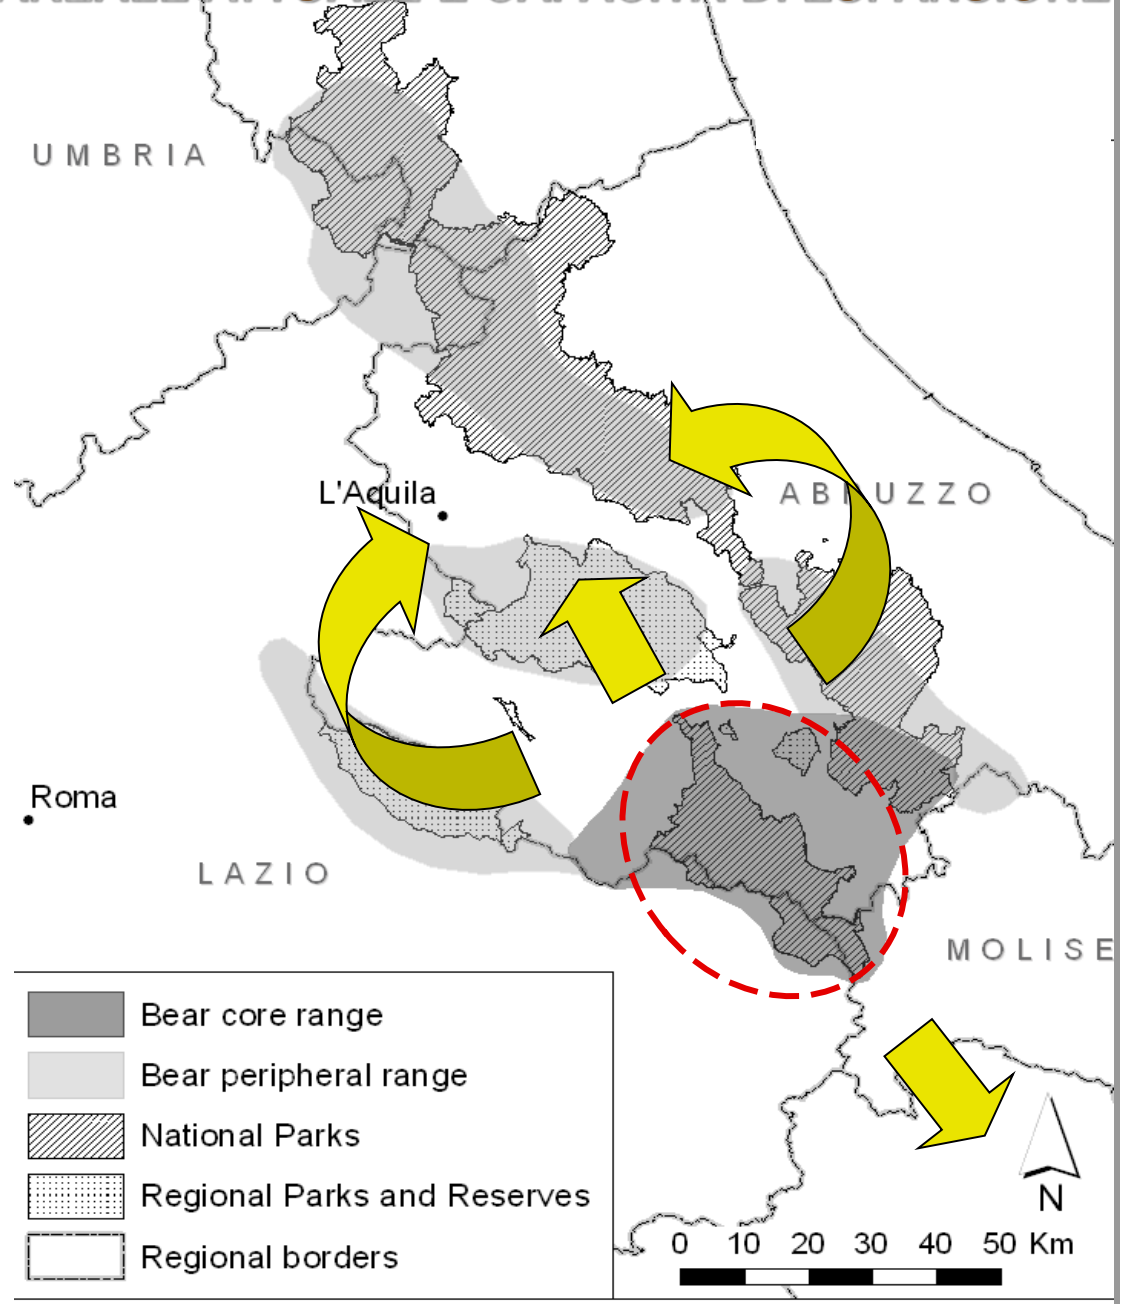 UMBRIA
L'Aquila
ABRUZZO
Roma
LAZIO
MOLISE
Bear core range
Bear peripheral range
National Parks
Regional Parks and Reserves
Regional borders
N
0 10 20 30 40 50 Km